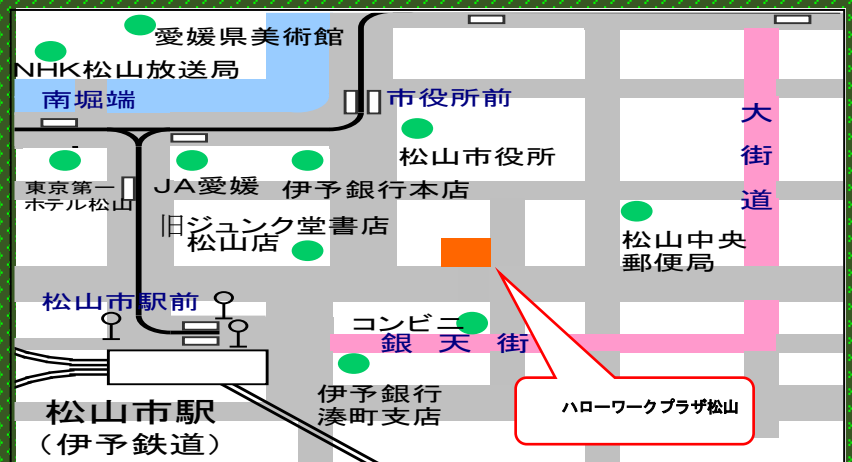 愛媛県美術館
NHK松山放送局
南堀端
市役所前
大街道
松山市役所
東京第一
ホテル松山
JA愛媛
伊予銀行本店
旧ジュンク堂書店
松山店
松山中央
郵便局
松山市駅前
コンビニ
銀天街
伊予銀行
湊町支店
ハローワークプラザ松山
松山市駅
（伊予鉄道）